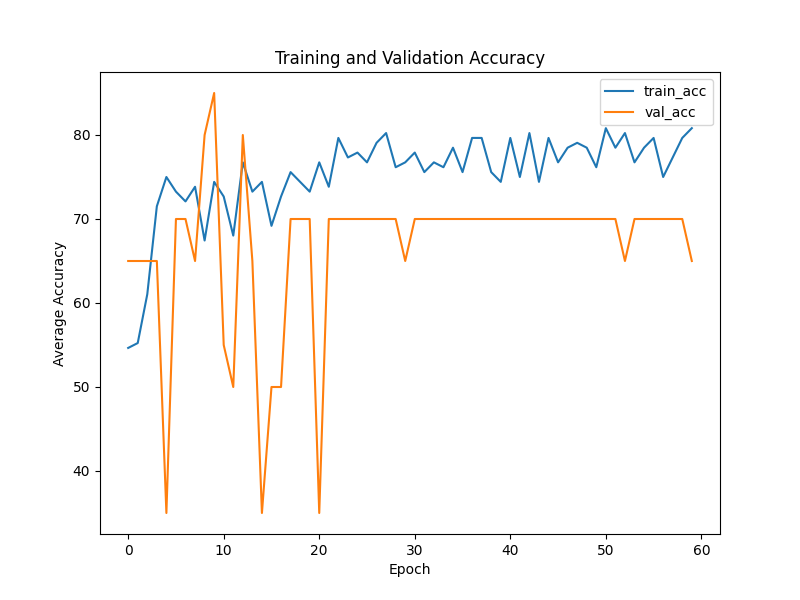 Training and Validation Accuracy
train_acc
val_acc
80
70
60
50
40
Average Accuracy
0 10 20 30 40 50 60
Epoch